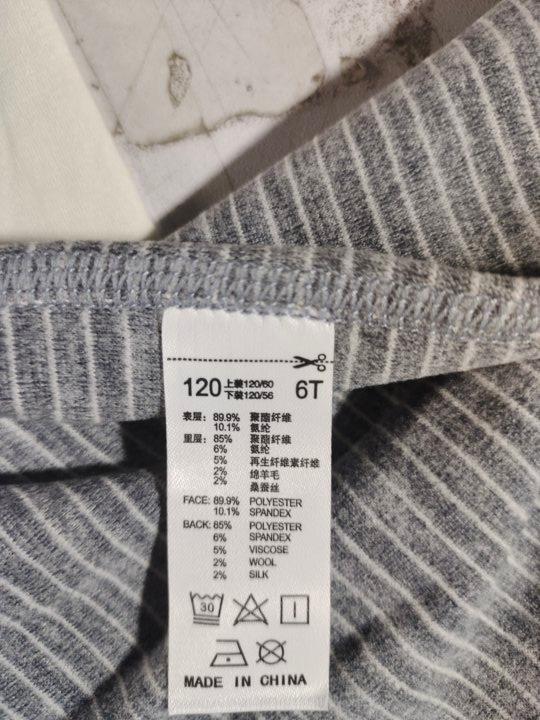 120 上装120/60 下装120/56 6T
表层: 89.9% 聚酯纤维
10.1% 氨纶
里层: 85% 聚酯纤维
6% 氨纶
5% 再生纤维素纤维
2% 绵羊毛
2% 桑蚕丝
FACE: 89.9% POLYESTER
10.1% SPANDEX
BACK: 85% POLYESTER
6% SPANDEX
5% VISCOSE
2% WOOL
2% SILK
30
MADE IN CHINA